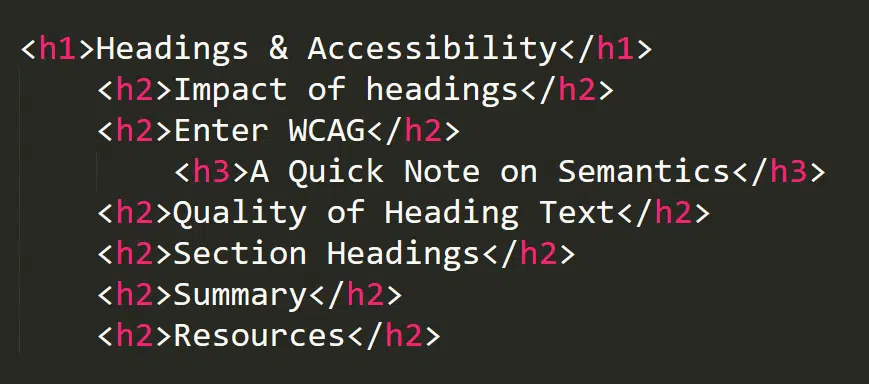 <h1>Headings & Accessibility</h1>
<h2>Impact of headings</h2>
<h2>Enter WCAG</h2>
<h3>A Quick Note on Semantics</h3>
<h2>Quality of Heading Text</h2>
<h2>Section Headings</h2>
<h2>Summary</h2>
<h2>Resources</h2>